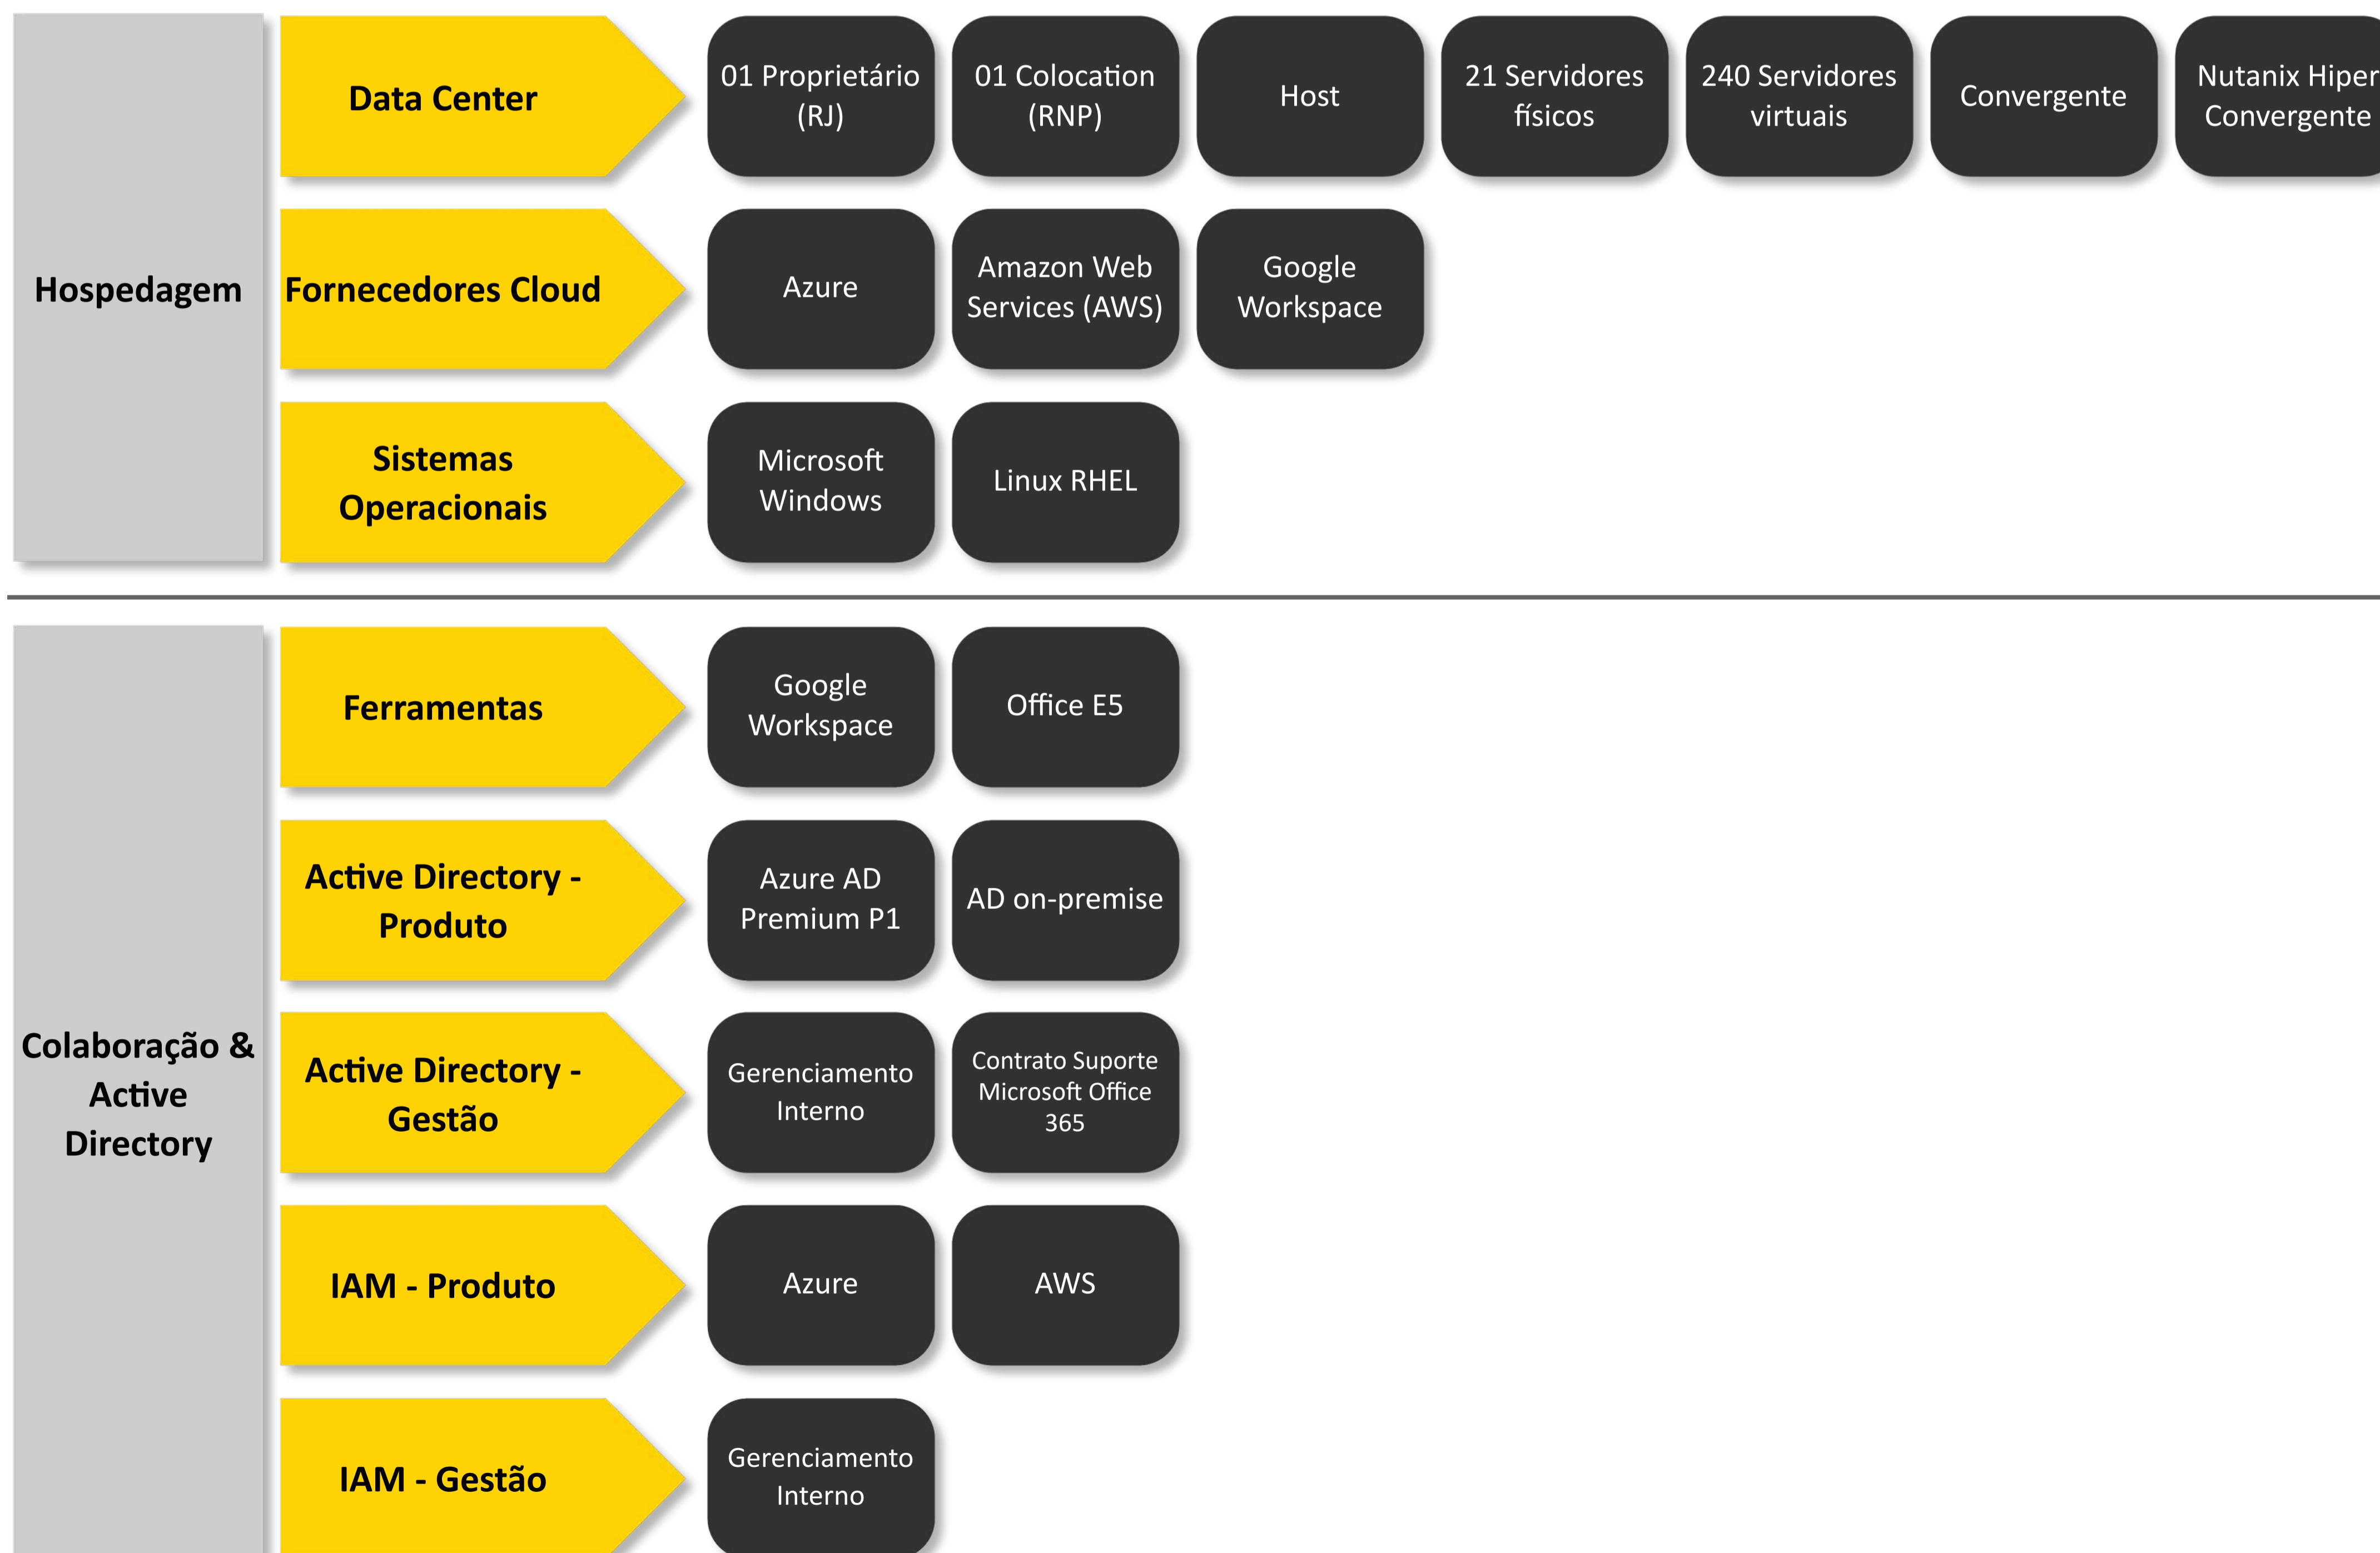 Hospedagem
Data Center
01 Proprietário
(RJ)
01 Colocation
(RNP)
Host
21 Servidores
físicos
240 Servidores
virtuais
Convergente
Nutanix Hiper
Convergente
Fornecedores Cloud
Azure
Amazon Web
Services (AWS)
Google
Workspace
Sistemas
Operacionais
Microsoft
Windows
Linux RHEL
Colaboração &
Active
Directory
Ferramentas
Google
Workspace
Office E5
Active Directory -
Produto
Azure AD
Premium P1
AD on-premise
Active Directory -
Gestão
Gerenciamento
Interno
Contrato Suporte
Microsoft Office
365
IAM - Produto
Azure
AWS
IAM - Gestão
Gerenciamento
Interno